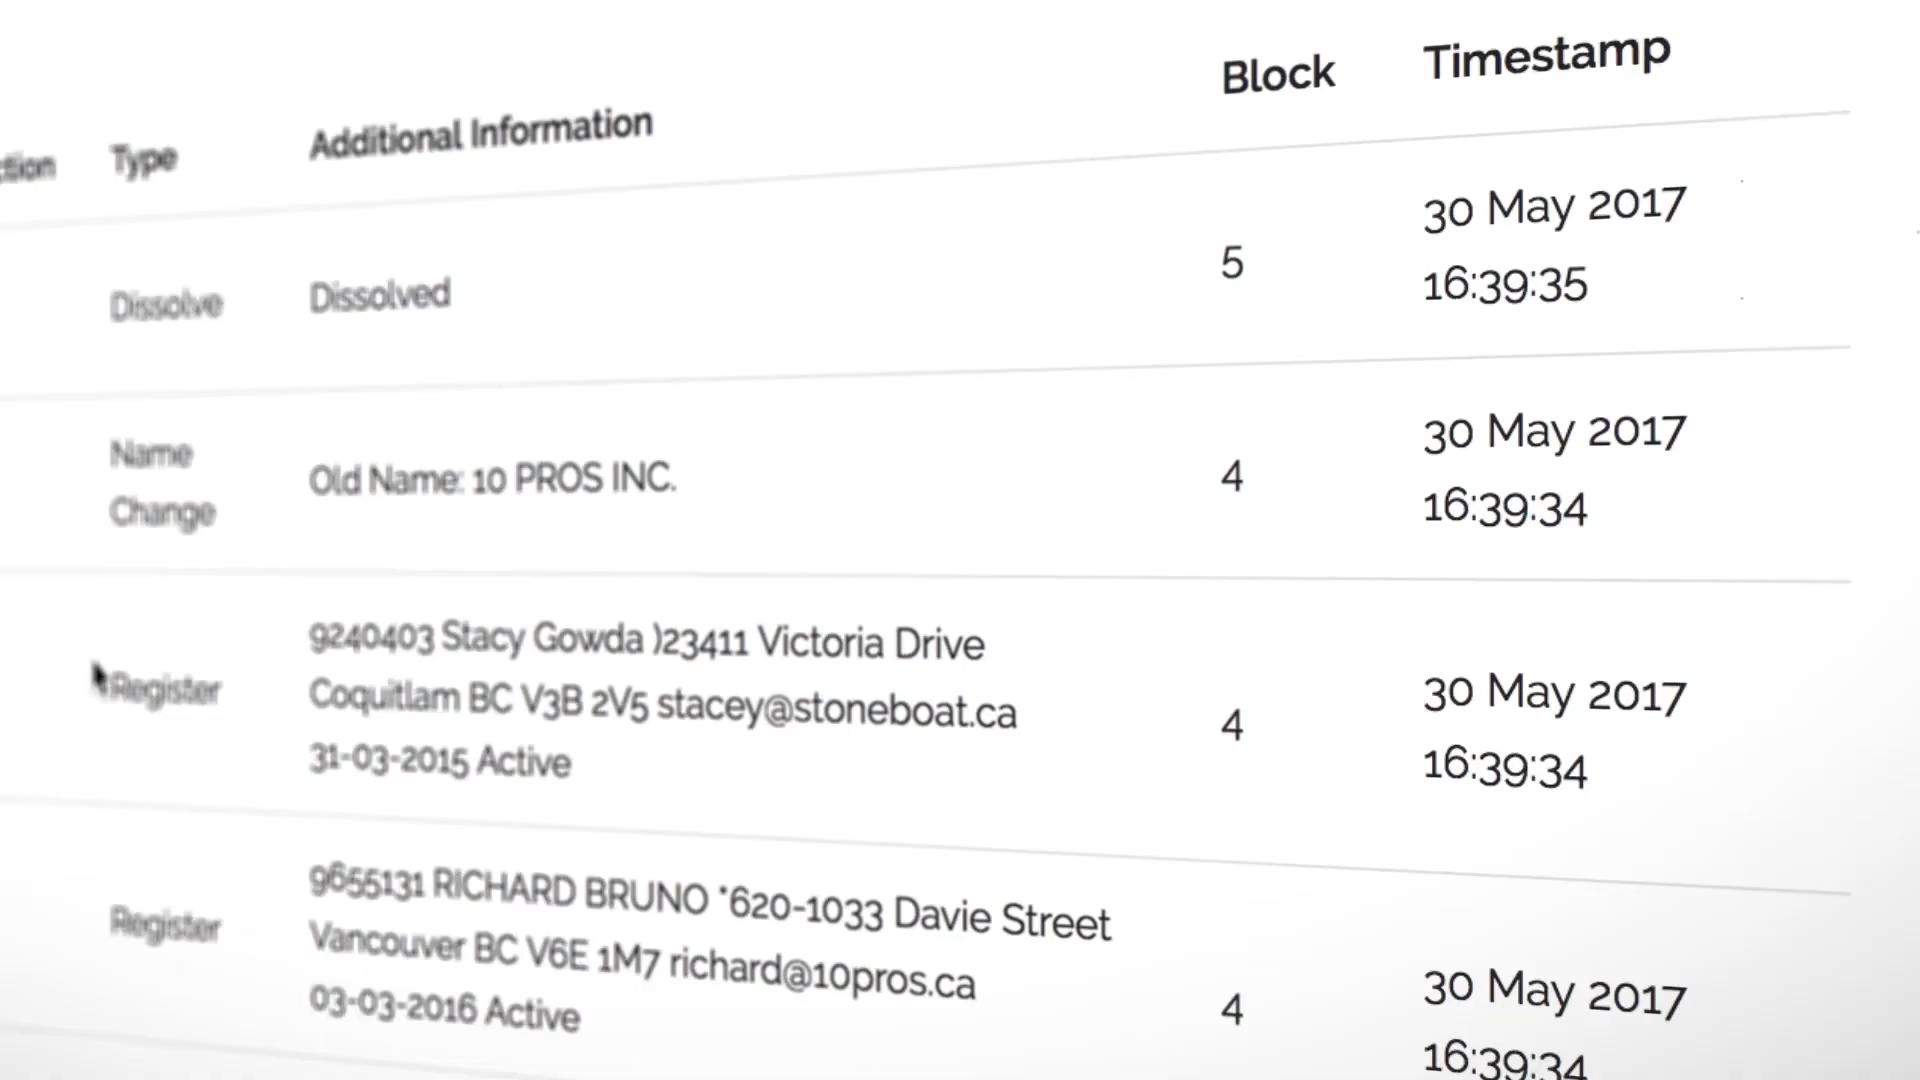 Type Additional Information Block Timestamp
Dissolve Dissolved 5 30 May 2017
16:39:35
Name
Change
Old Name: 10 PROS INC. 4 30 May 2017
16:39:34
Register
9240403 Stacy Gowda )23411 Victoria Drive
Coquitlam BC V3B 2V5 stacey@stoneboat.ca
31-03-2015 Active
4
30 May 2017
16:39:34
Register
9655131 RICHARD BRUNO *620-1033 Davie Street
Vancouver BC V6E 1M7 richard@10pros.ca
03-03-2016 Active
4
30 May 2017
16:39:34